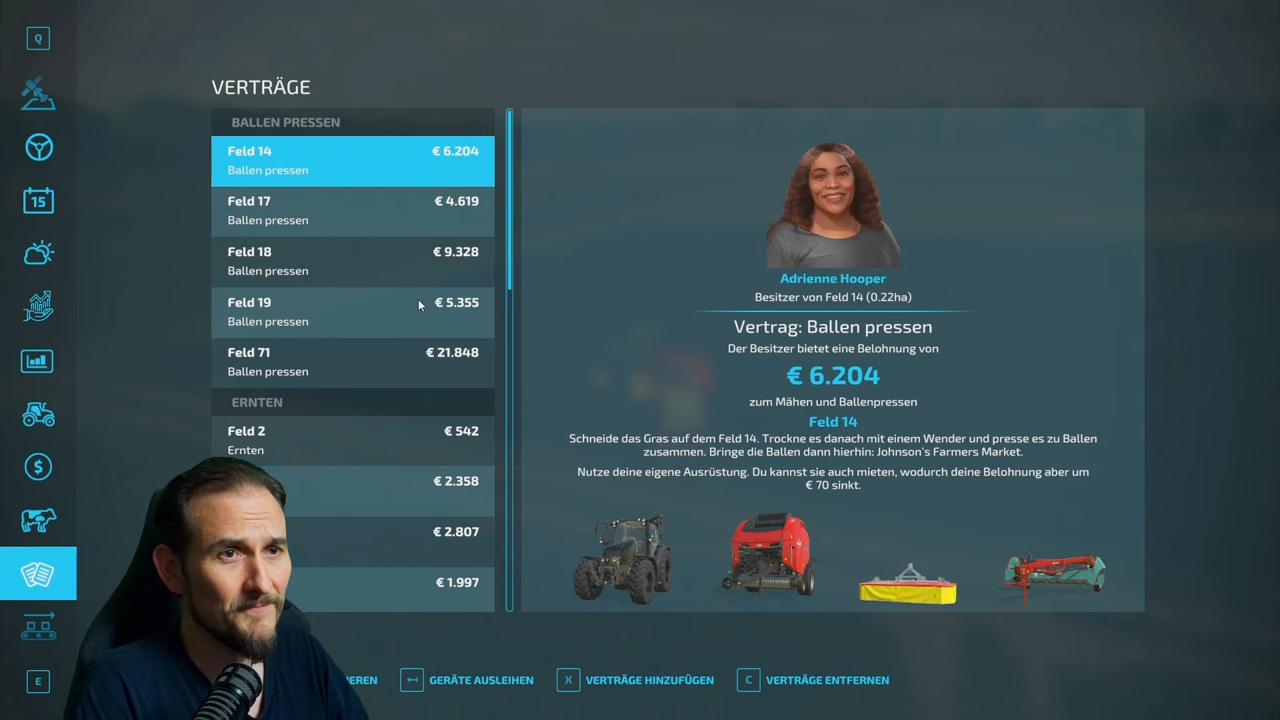 Q
15
E
VERTRÄGE
BALLEN PRESSEN
Feld 14 € 6.204
Ballen pressen
Feld 17 € 4.619
Ballen pressen
Feld 18 € 9.328
Ballen pressen
Feld 19 € 5.355
Ballen pressen
Feld 71 € 21.848
Ballen pressen
ERNTEN
Feld 2 € 542
Ernten
€ 2.358
€ 2.807
€ 1.997
Adrienne Hooper
Besitzer von Feld 14 (0.22ha)
Vertrag: Ballen pressen
Der Besitzer bietet eine Belohnung von
€ 6.204
zum Mähen und Ballenpressen
Feld 14
Schneide das Gras auf dem Feld 14. Trockne es danach mit einem Wender und presse es zu Ballen
zusammen. Bringe die Ballen dann hierhin: Johnson's Farmers Market.
Nutze deine eigene Ausrüstung. Du kannst sie auch mieten, wodurch deine Belohnung aber um
€ 70 sinkt.
IEREN GERÄTE AUSLEIHEN X VERTRÄGE HINZUFÜGEN C VERTRÄGE ENTFERNEN